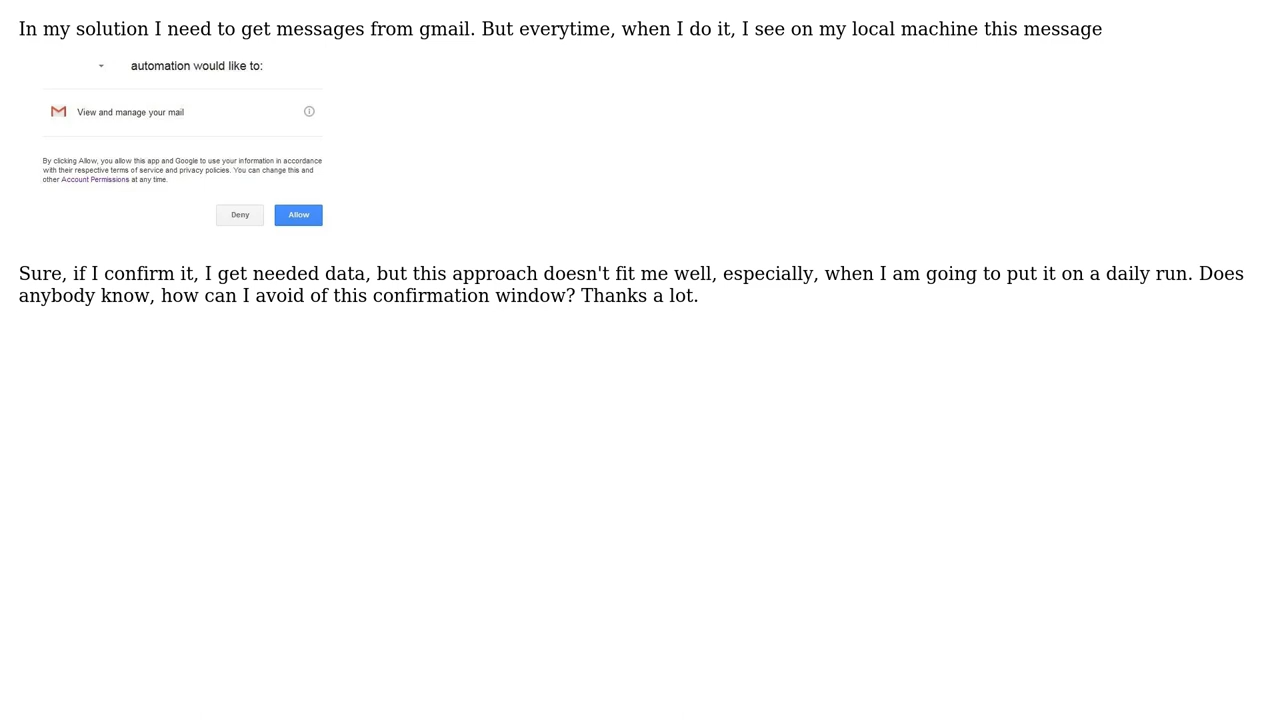 In my solution I need to get messages from gmail. But everytime, when I do it, I see on my local machine this message
automation would like to:
View and manage your mail
By clicking Allow, you allow this app and Google to use your information in accordance
with their respective terms of service and privacy policies. You can change this and
other Account Permissions at any time.
Deny Allow
Sure, if I confirm it, I get needed data, but this approach doesn't fit me well, especially, when I am going to put it on a daily run. Does
anybody know, how can I avoid of this confirmation window? Thanks a lot.